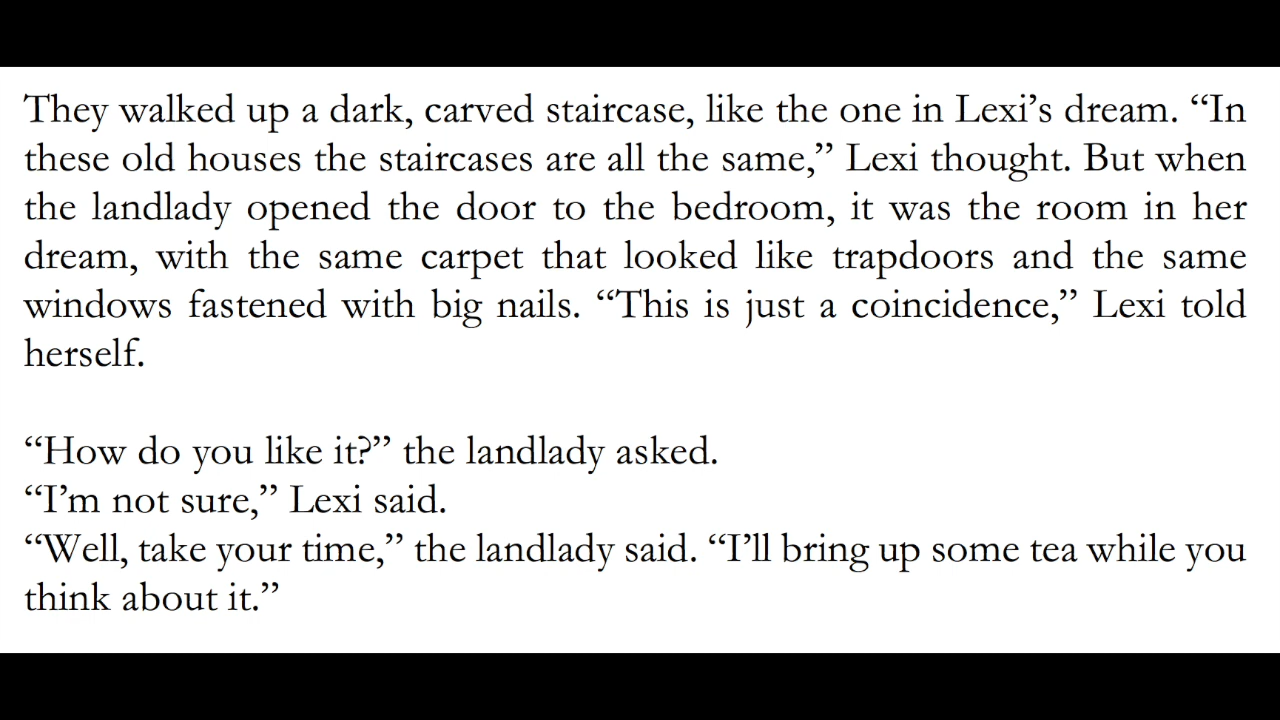 They walked up a dark, carved staircase, like the one in Lexi’s dream. “In
these old houses the staircases are all the same,” Lexi thought. But when
the landlady opened the door to the bedroom, it was the room in her
dream, with the same carpet that looked like trapdoors and the same
windows fastened with big nails. “This is just a coincidence,” Lexi told
herself.
“How do you like it?” the landlady asked.
“I’m not sure,” Lexi said.
“Well, take your time,” the landlady said. “I’ll bring up some tea while you
think about it.”